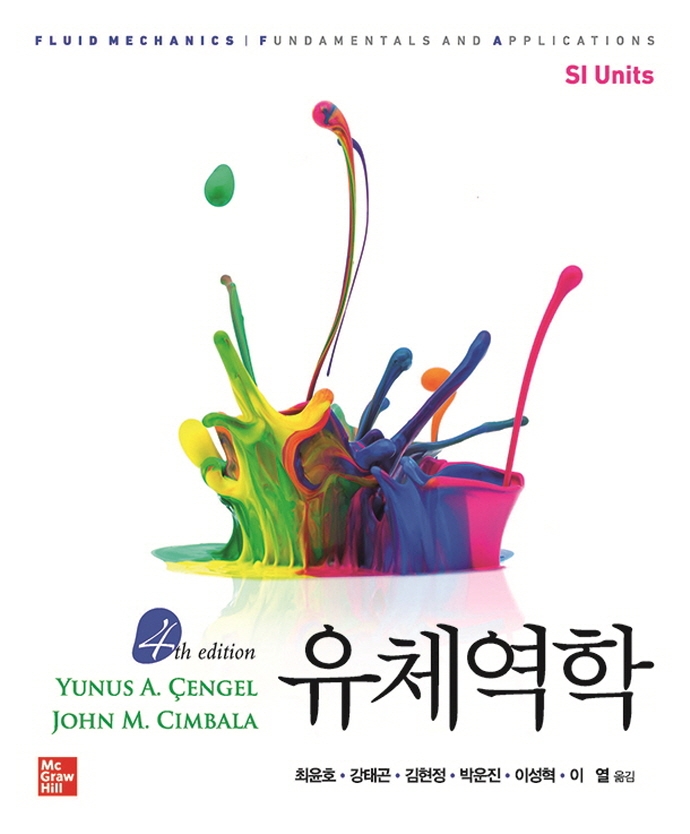 FLUID MECHANICS | FUNDAMENTALS AND APPLICATIONS
SI Units
4th edition
YUNUS A. ÇENGEL
JOHN M. CIMBALA
유체역학
Mc
Graw
Hill
최윤호 • 강태곤 • 김현정 • 박운진 • 이성혁 • 이 열 옮김